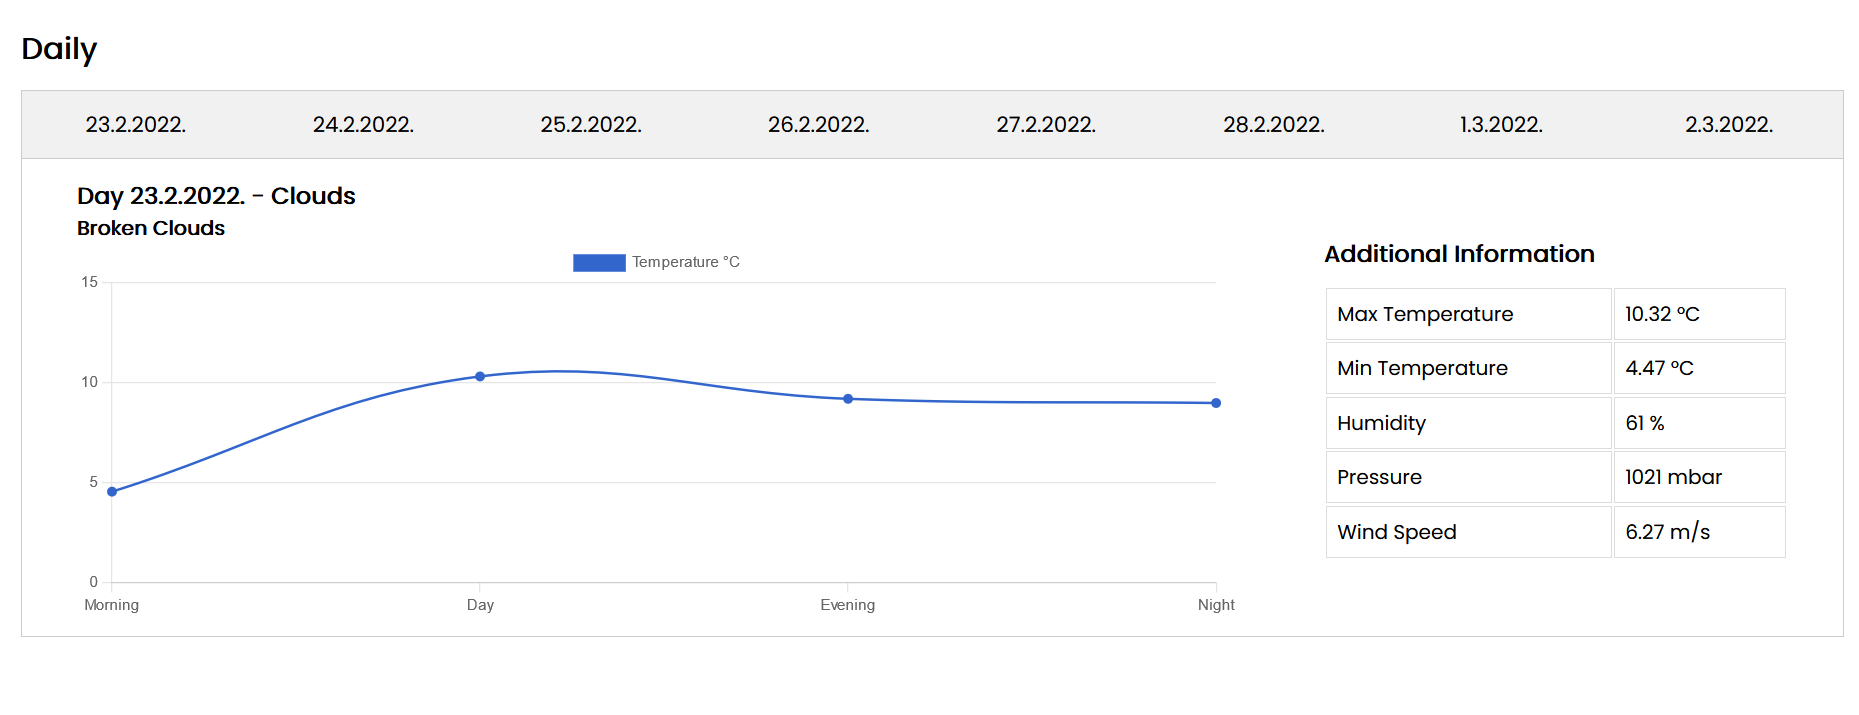 Daily
23.2.2022. 24.2.2022. 25.2.2022. 26.2.2022. 27.2.2022. 28.2.2022. 1.3.2022. 2.3.2022.
Day 23.2.2022. - Clouds
Broken Clouds
Temperature °C
15
10
5
0
Morning Day Evening Night
Additional Information
Max Temperature 10.32 °C
Min Temperature 4.47 °C
Humidity 61 %
Pressure 1021 mbar
Wind Speed 6.27 m/s